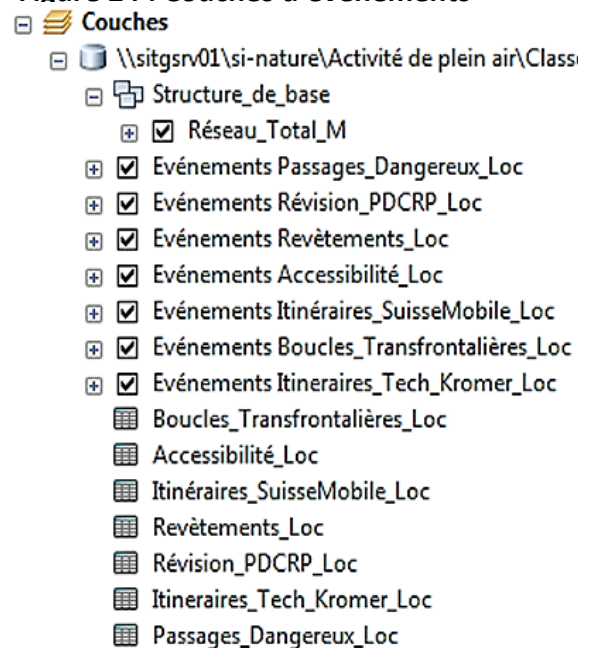 Couches
\\sitgsrv01\si-nature\Activité de plein air\Class
Structure_de_base
Réseau_Total_M
Evénements Passages_Dangereux_Loc
Evénements Révision_PDCRP_Loc
Evénements Revètements_Loc
Evénements Accessibilité_Loc
Evénements Itinéraires_SuisseMobile_Loc
Evénements Boucles_Transfrontalières_Loc
Evénements Itineraires_Tech_Kromer_Loc
Boucles_Transfrontalières_Loc
Accessibilité_Loc
Itinéraires_SuisseMobile_Loc
Revètements_Loc
Révision_PDCRP_Loc
Itineraires_Tech_Kromer_Loc
Passages_Dangereux_Loc